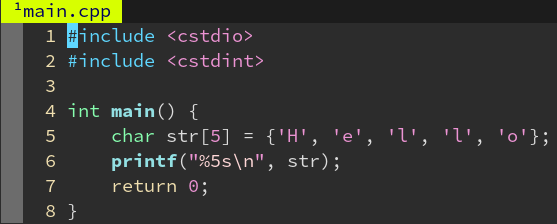 ¹main.cpp
1 #include <cstdio>
2 #include <cstdint>
3
4 int main() {
5     char str[5] = {'H', 'e', 'l', 'l', 'o'};
6     printf("%5s\n", str);
7     return 0;
8 }